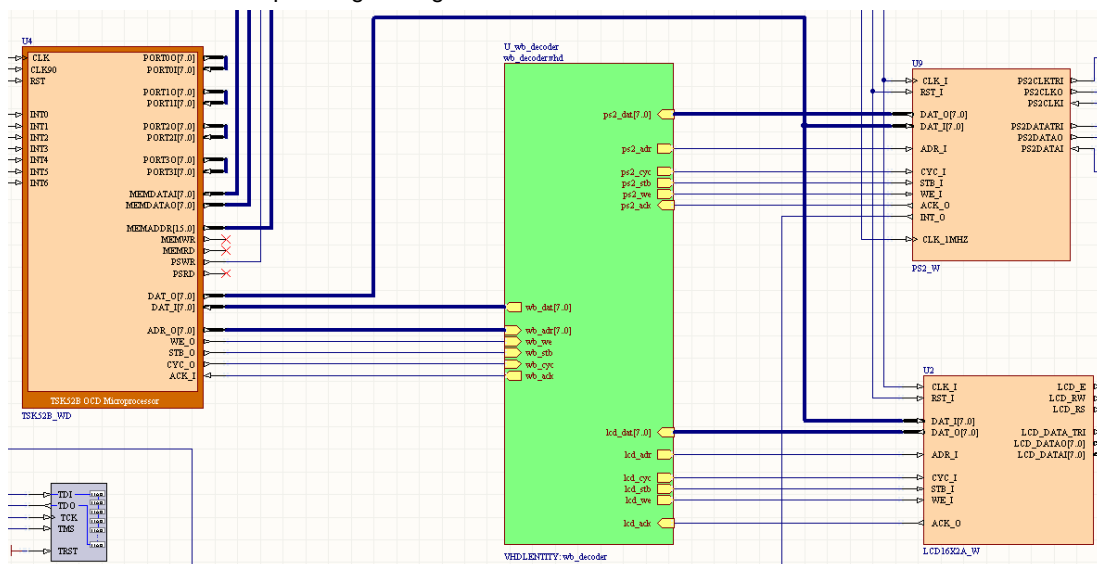 U4
CLK
CLK90
RST
INT0
INT1
INT2
INT3
INT4
INT5
INT6
PORT0O[7..0]
PORT0I[7..0]
PORT1O[7..0]
PORT1I[7..0]
PORT2O[7..0]
PORT2I[7..0]
PORT3O[7..0]
PORT3I[7..0]
MEMDATAI[7..0]
MEMDATAO[7..0]
MEMADDR[15..0]
MEMWR
MEMRD
PSWR
PSRD
DAT_O[7..0]
DAT_I[7..0]
ADR_O[7..0]
WE_O
STB_O
CYC_O
ACK_I
TSK52B OCD Microprocessor
TSK52B_WD
TDI
TDO
TCK
TMS
TRST
U_wb_decoder
wb_decoder.vhd
ps2_dat[7..0]
ps2_adr
ps2_cyc
ps2_stb
ps2_we
ps2_ack
wb_dat[7..0]
wb_adr[7..0]
wb_we
wb_stb
wb_cyc
wb_ack
lcd_dat[7..0]
lcd_adr
lcd_cyc
lcd_stb
lcd_we
lcd_ack
VHDLENTITY: wb_decoder
U9
CLK_I
RST_I
DAT_O[7..0]
DAT_I[7..0]
ADR_I
CYC_I
STB_I
WE_I
ACK_O
INT_O
CLK_1MHZ
PS2CLKTRI
PS2CLKO
PS2CLKI
PS2DATATRI
PS2DATAO
PS2DATAI
PS2_W
U2
CLK_I
RST_I
DAT_I[7..0]
DAT_O[7..0]
ADR_I
CYC_I
STB_I
WE_I
ACK_O
LCD_E
LCD_RW
LCD_RS
LCD_DATA_TRI
LCD_DATAO[7..0]
LCD_DATAI[7..0]
LCD16X2A_W